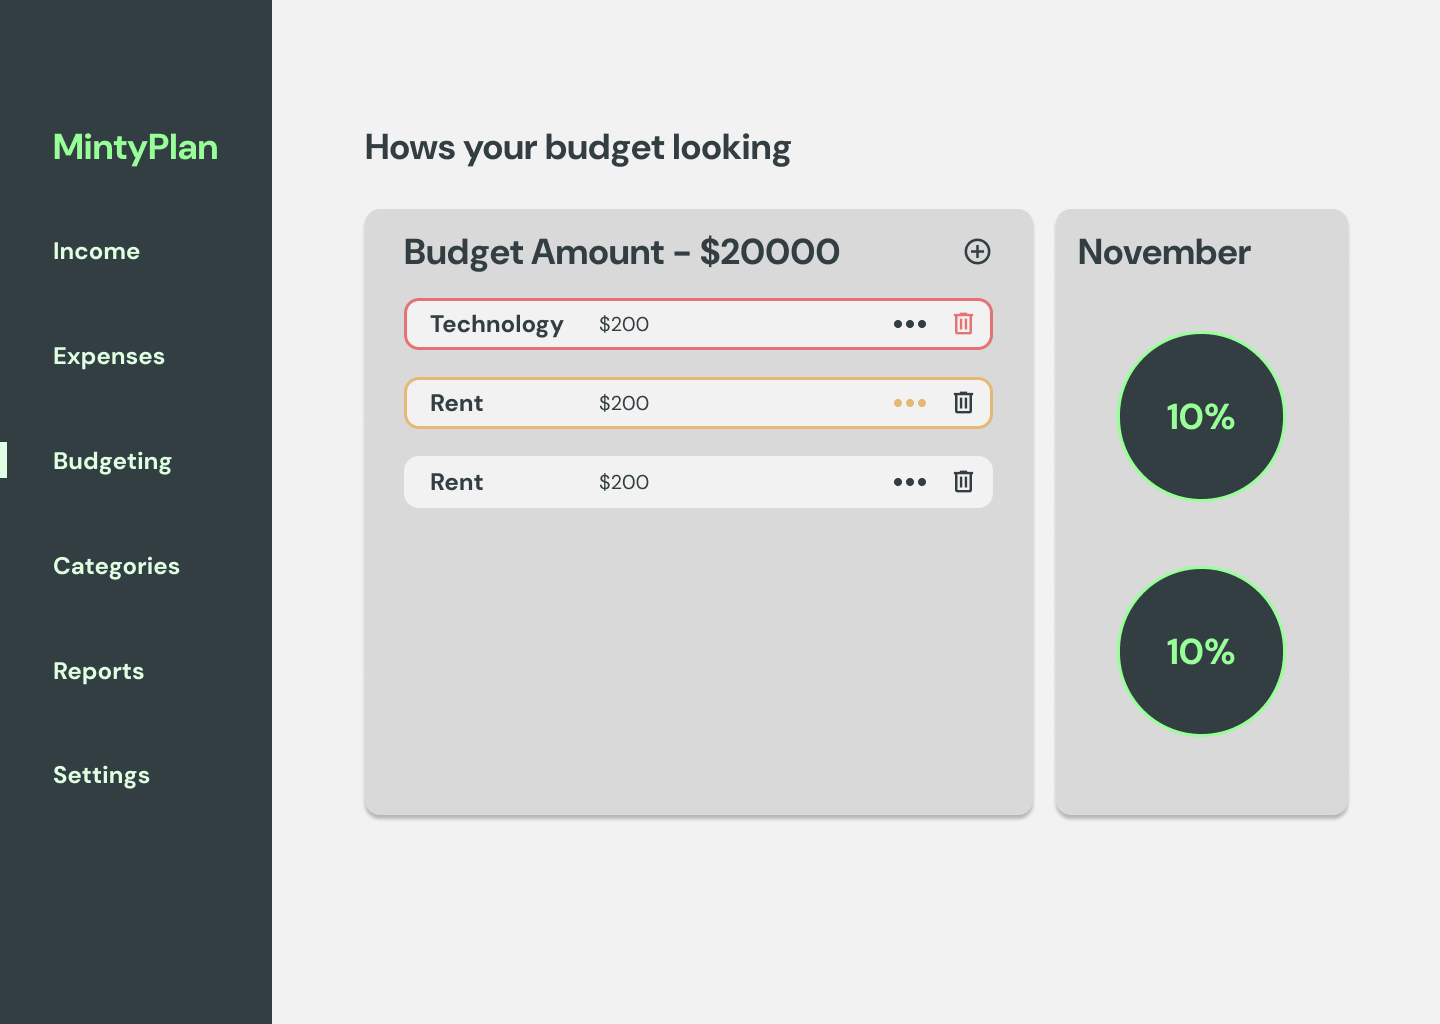 MintyPlan
Income
Expenses
Budgeting
Categories
Reports
Settings
Hows your budget looking
Budget Amount - $20000
Technology $200
Rent $200
Rent $200
November
10%
10%